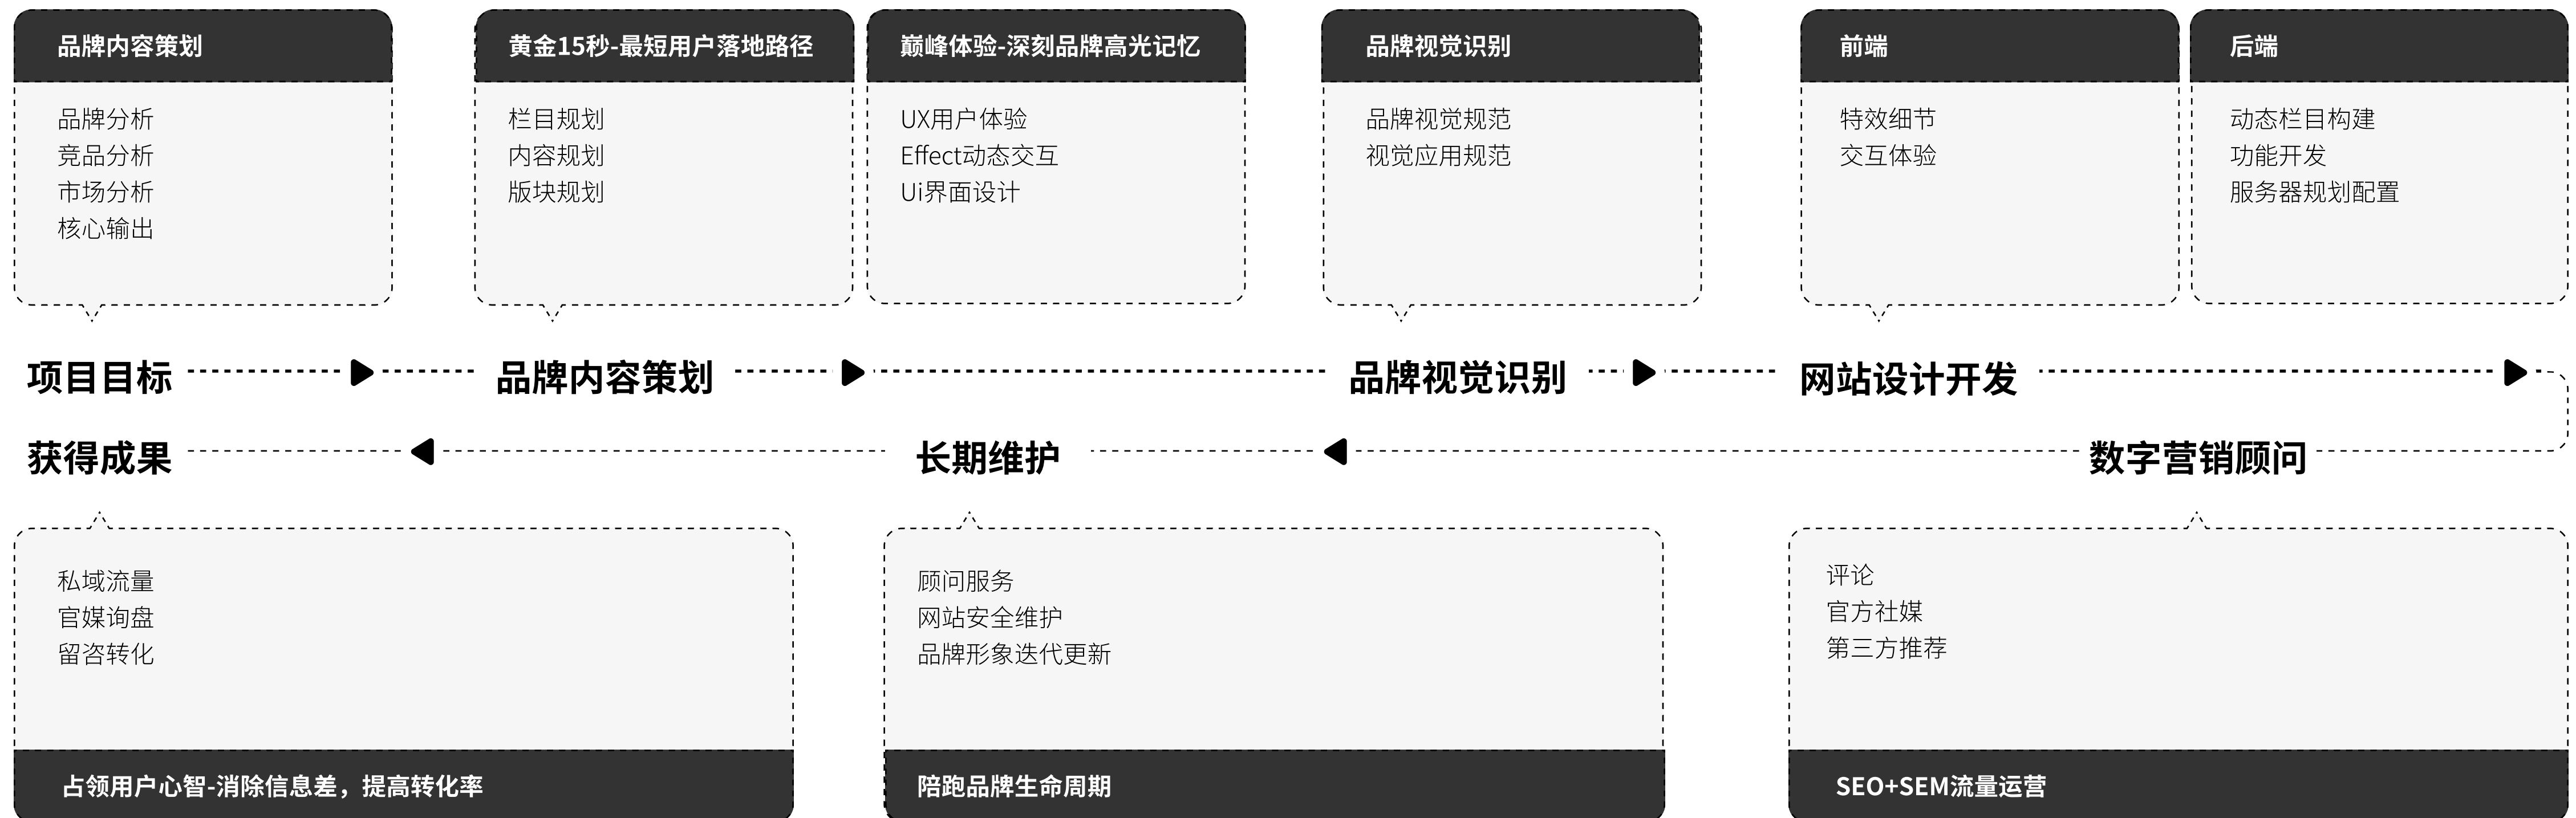 品牌内容策划
品牌分析
竞品分析
市场分析
核心输出
黄金15秒-最短用户落地路径
栏目规划
内容规划
版块规划
巅峰体验-深刻品牌高光记忆
UX用户体验
Effect动态交互
Ui界面设计
品牌视觉识别
品牌视觉规范
视觉应用规范
前端
特效细节
交互体验
后端
动态栏目构建
功能开发
服务器规划配置
项目目标
品牌内容策划
品牌视觉识别
网站设计开发
获得成果
长期维护
数字营销顾问
私域流量
官媒询盘
留咨转化
占领用户心智-消除信息差，提高转化率
顾问服务
网站安全维护
品牌形象迭代更新
陪跑品牌生命周期
评论
官方社媒
第三方推荐
SEO+SEM流量运营